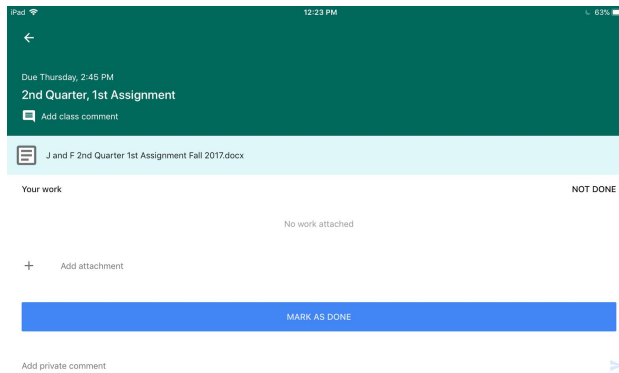 iPad 12:23 PM 63%
Due Thursday, 2:45 PM
2nd Quarter, 1st Assignment
Add class comment
J and F 2nd Quarter 1st Assignment Fall 2017.docx
Your work NOT DONE
No work attached
+ Add attachment
MARK AS DONE
Add private comment